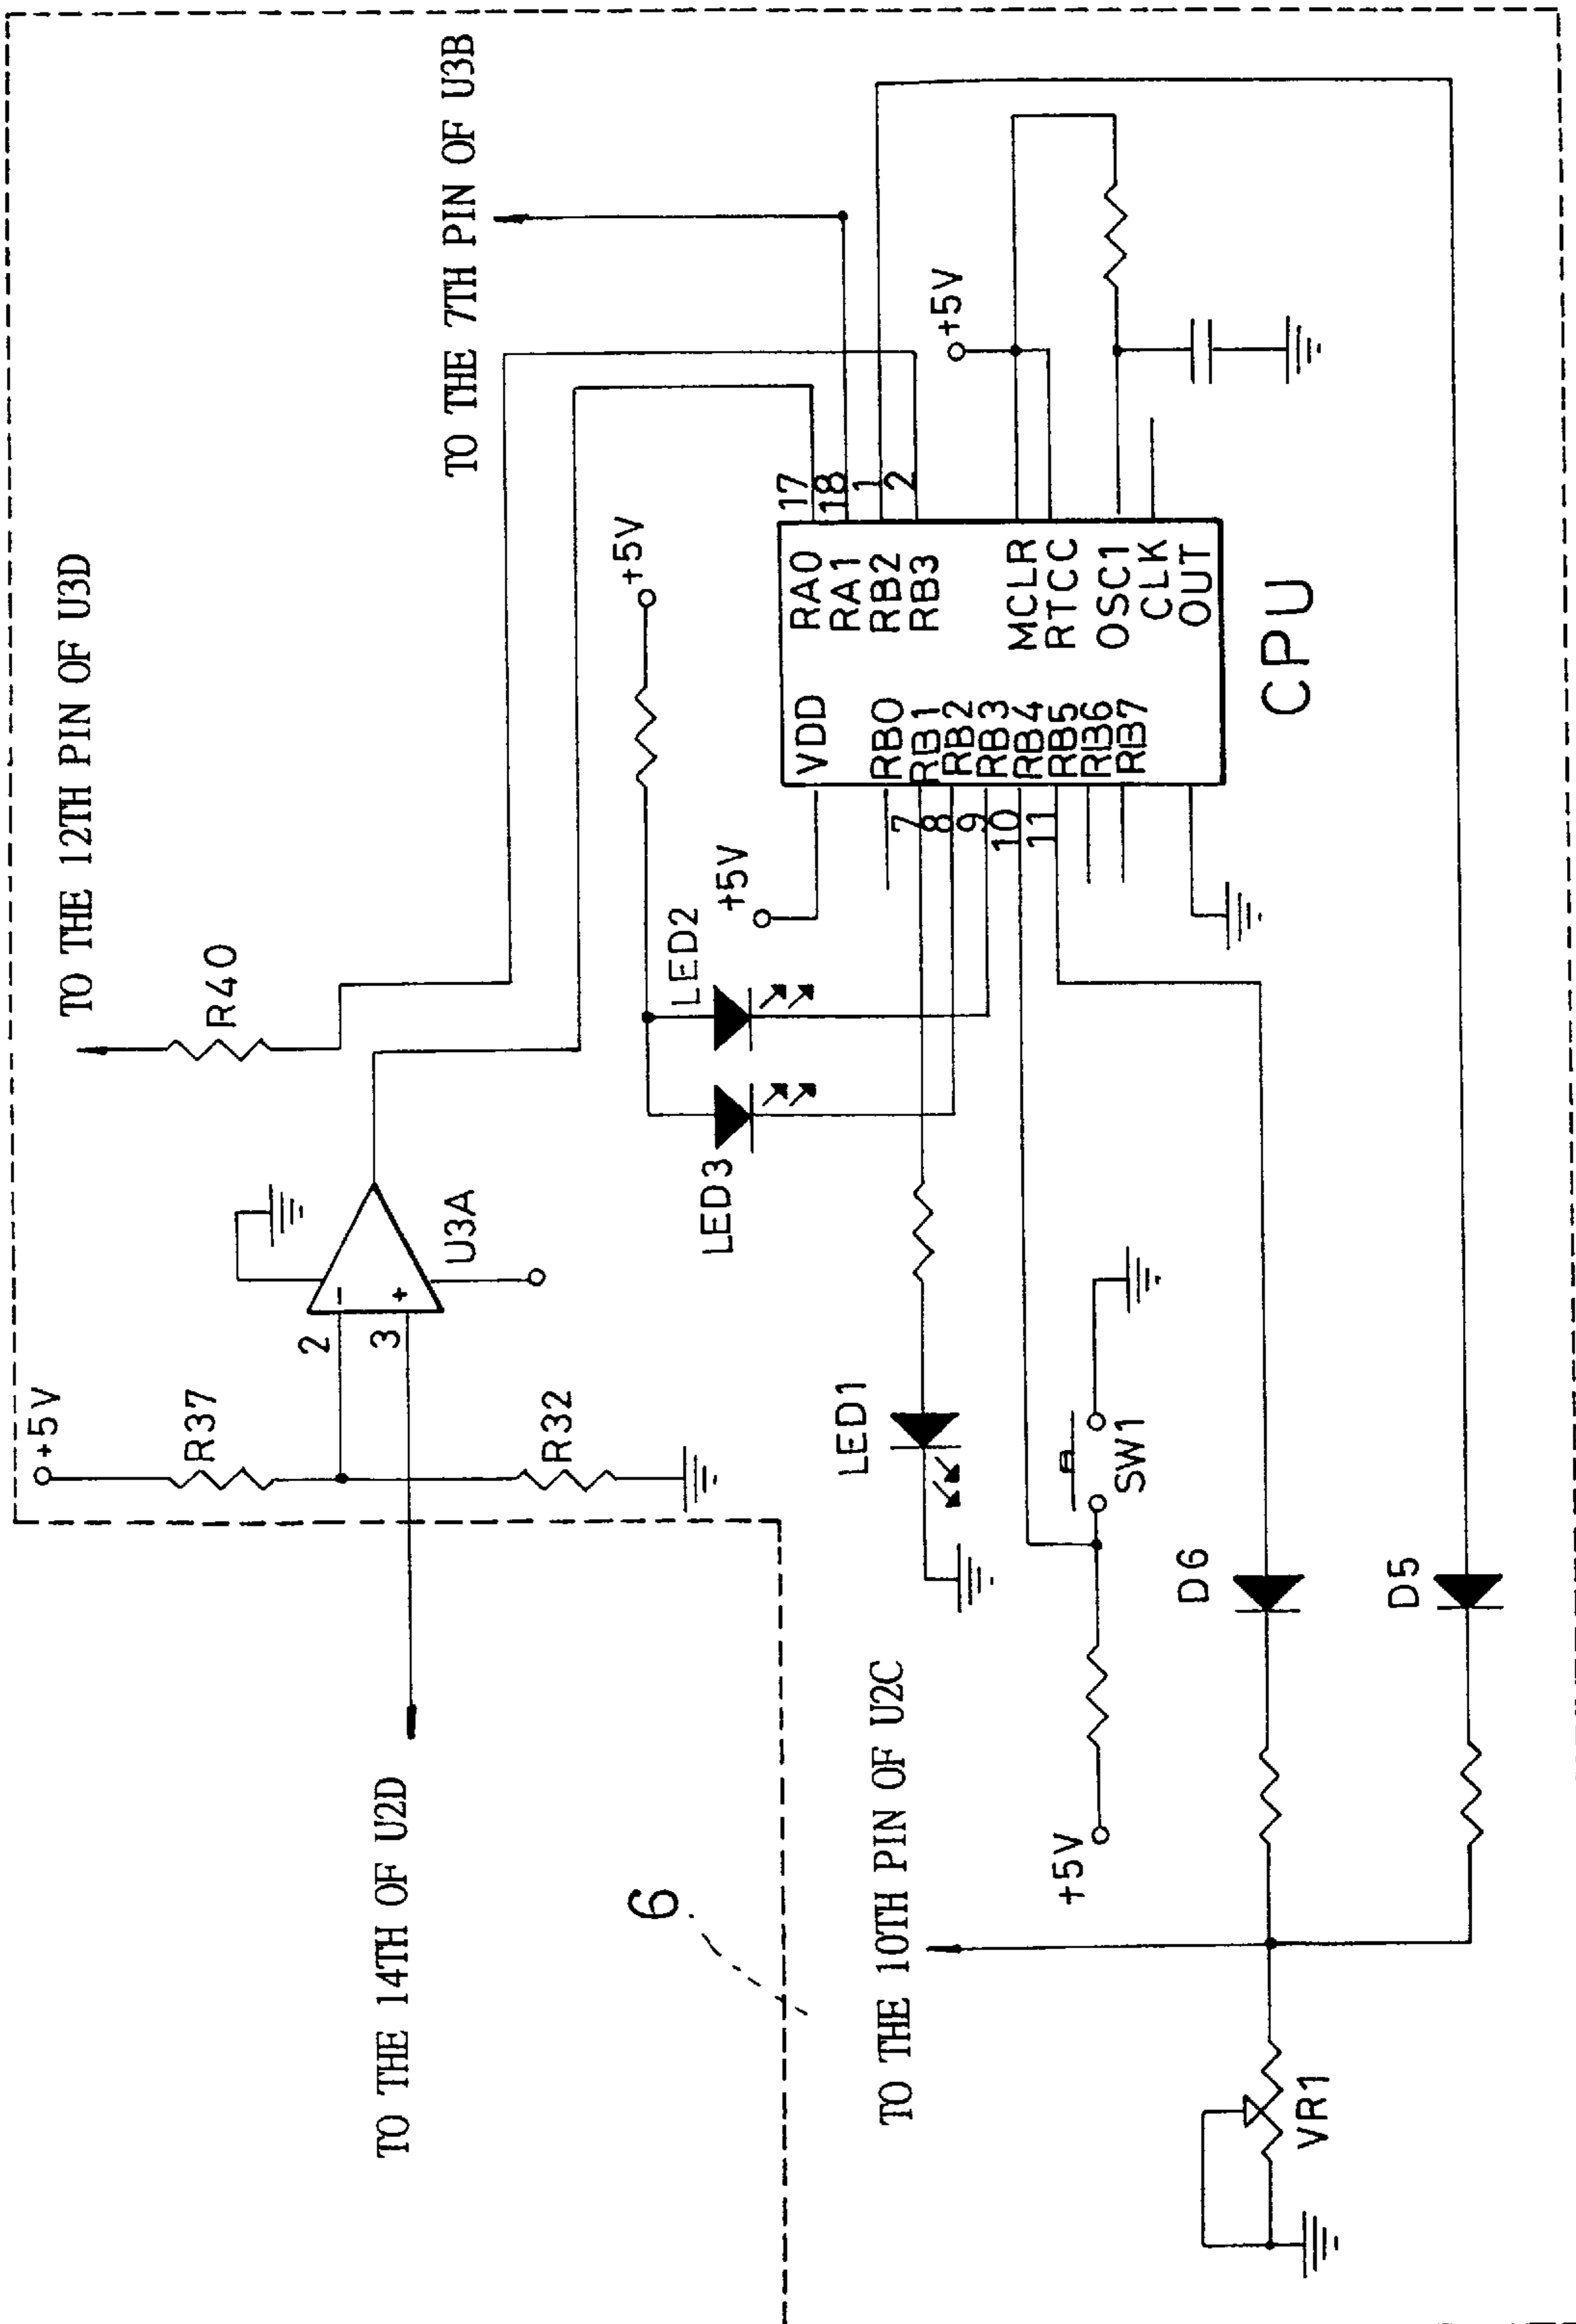 TO THE 12TH PIN OF U3D
TO THE 7TH PIN OF U3B
R40
+5V
R37
2
3
-
+
U3A
R32
TO THE 14TH OF U2D
+5V
LED2
LED3
+5V
17
18
1
2
RA0
RA1
RB2
RB3
MCLR
RTCC
OSC1
CLK
OUT
VDD
RB0
RB1
RB2
RB3
RB4
RB5
RB6
RB7
7
8
9
10
11
CPU
+5V
LED1
SW1
+5V
6
TO THE 10TH PIN OF U2C
D6
D5
VR1